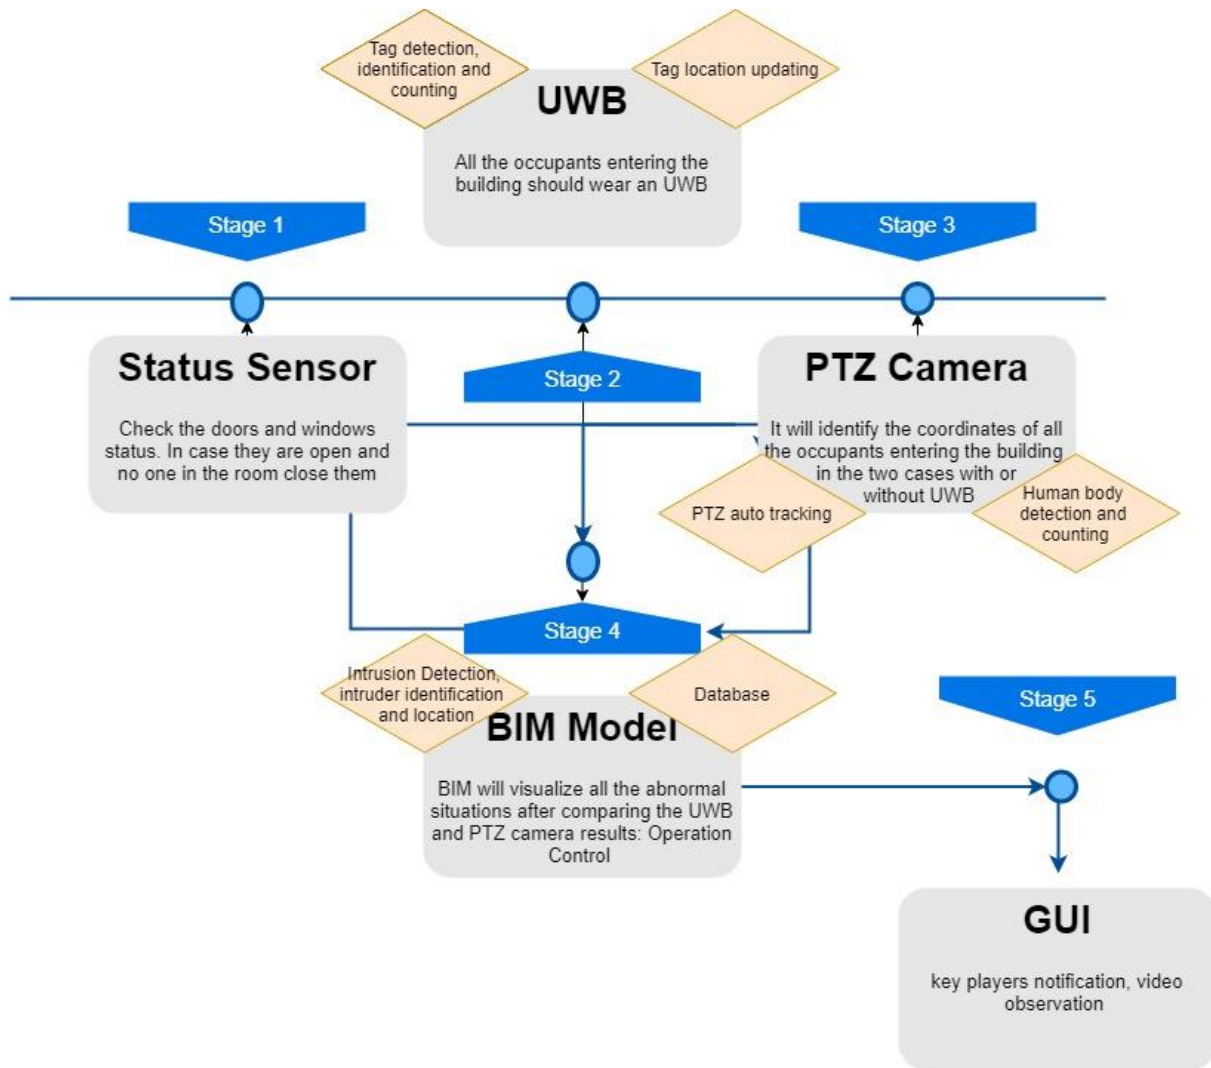 Tag detection,
identification and
counting
Tag location updating
UWB
All the occupants entering the
building should wear an UWB
Stage 1
Stage 3
Status Sensor
Check the doors and windows
status. In case they are open and
no one in the room close them
Stage 2
PTZ Camera
It will identify the coordinates of all
the occupants entering the building
in the two cases with or
without UWB
PTZ auto tracking
Human body
detection and
counting
Stage 4
Intrusion Detection,
intruder identification
and location
Database
BIM Model
BIM will visualize all the abnormal
situations after comparing the UWB
and PTZ camera results: Operation
Control
Stage 5
GUI
key players notification, video
observation